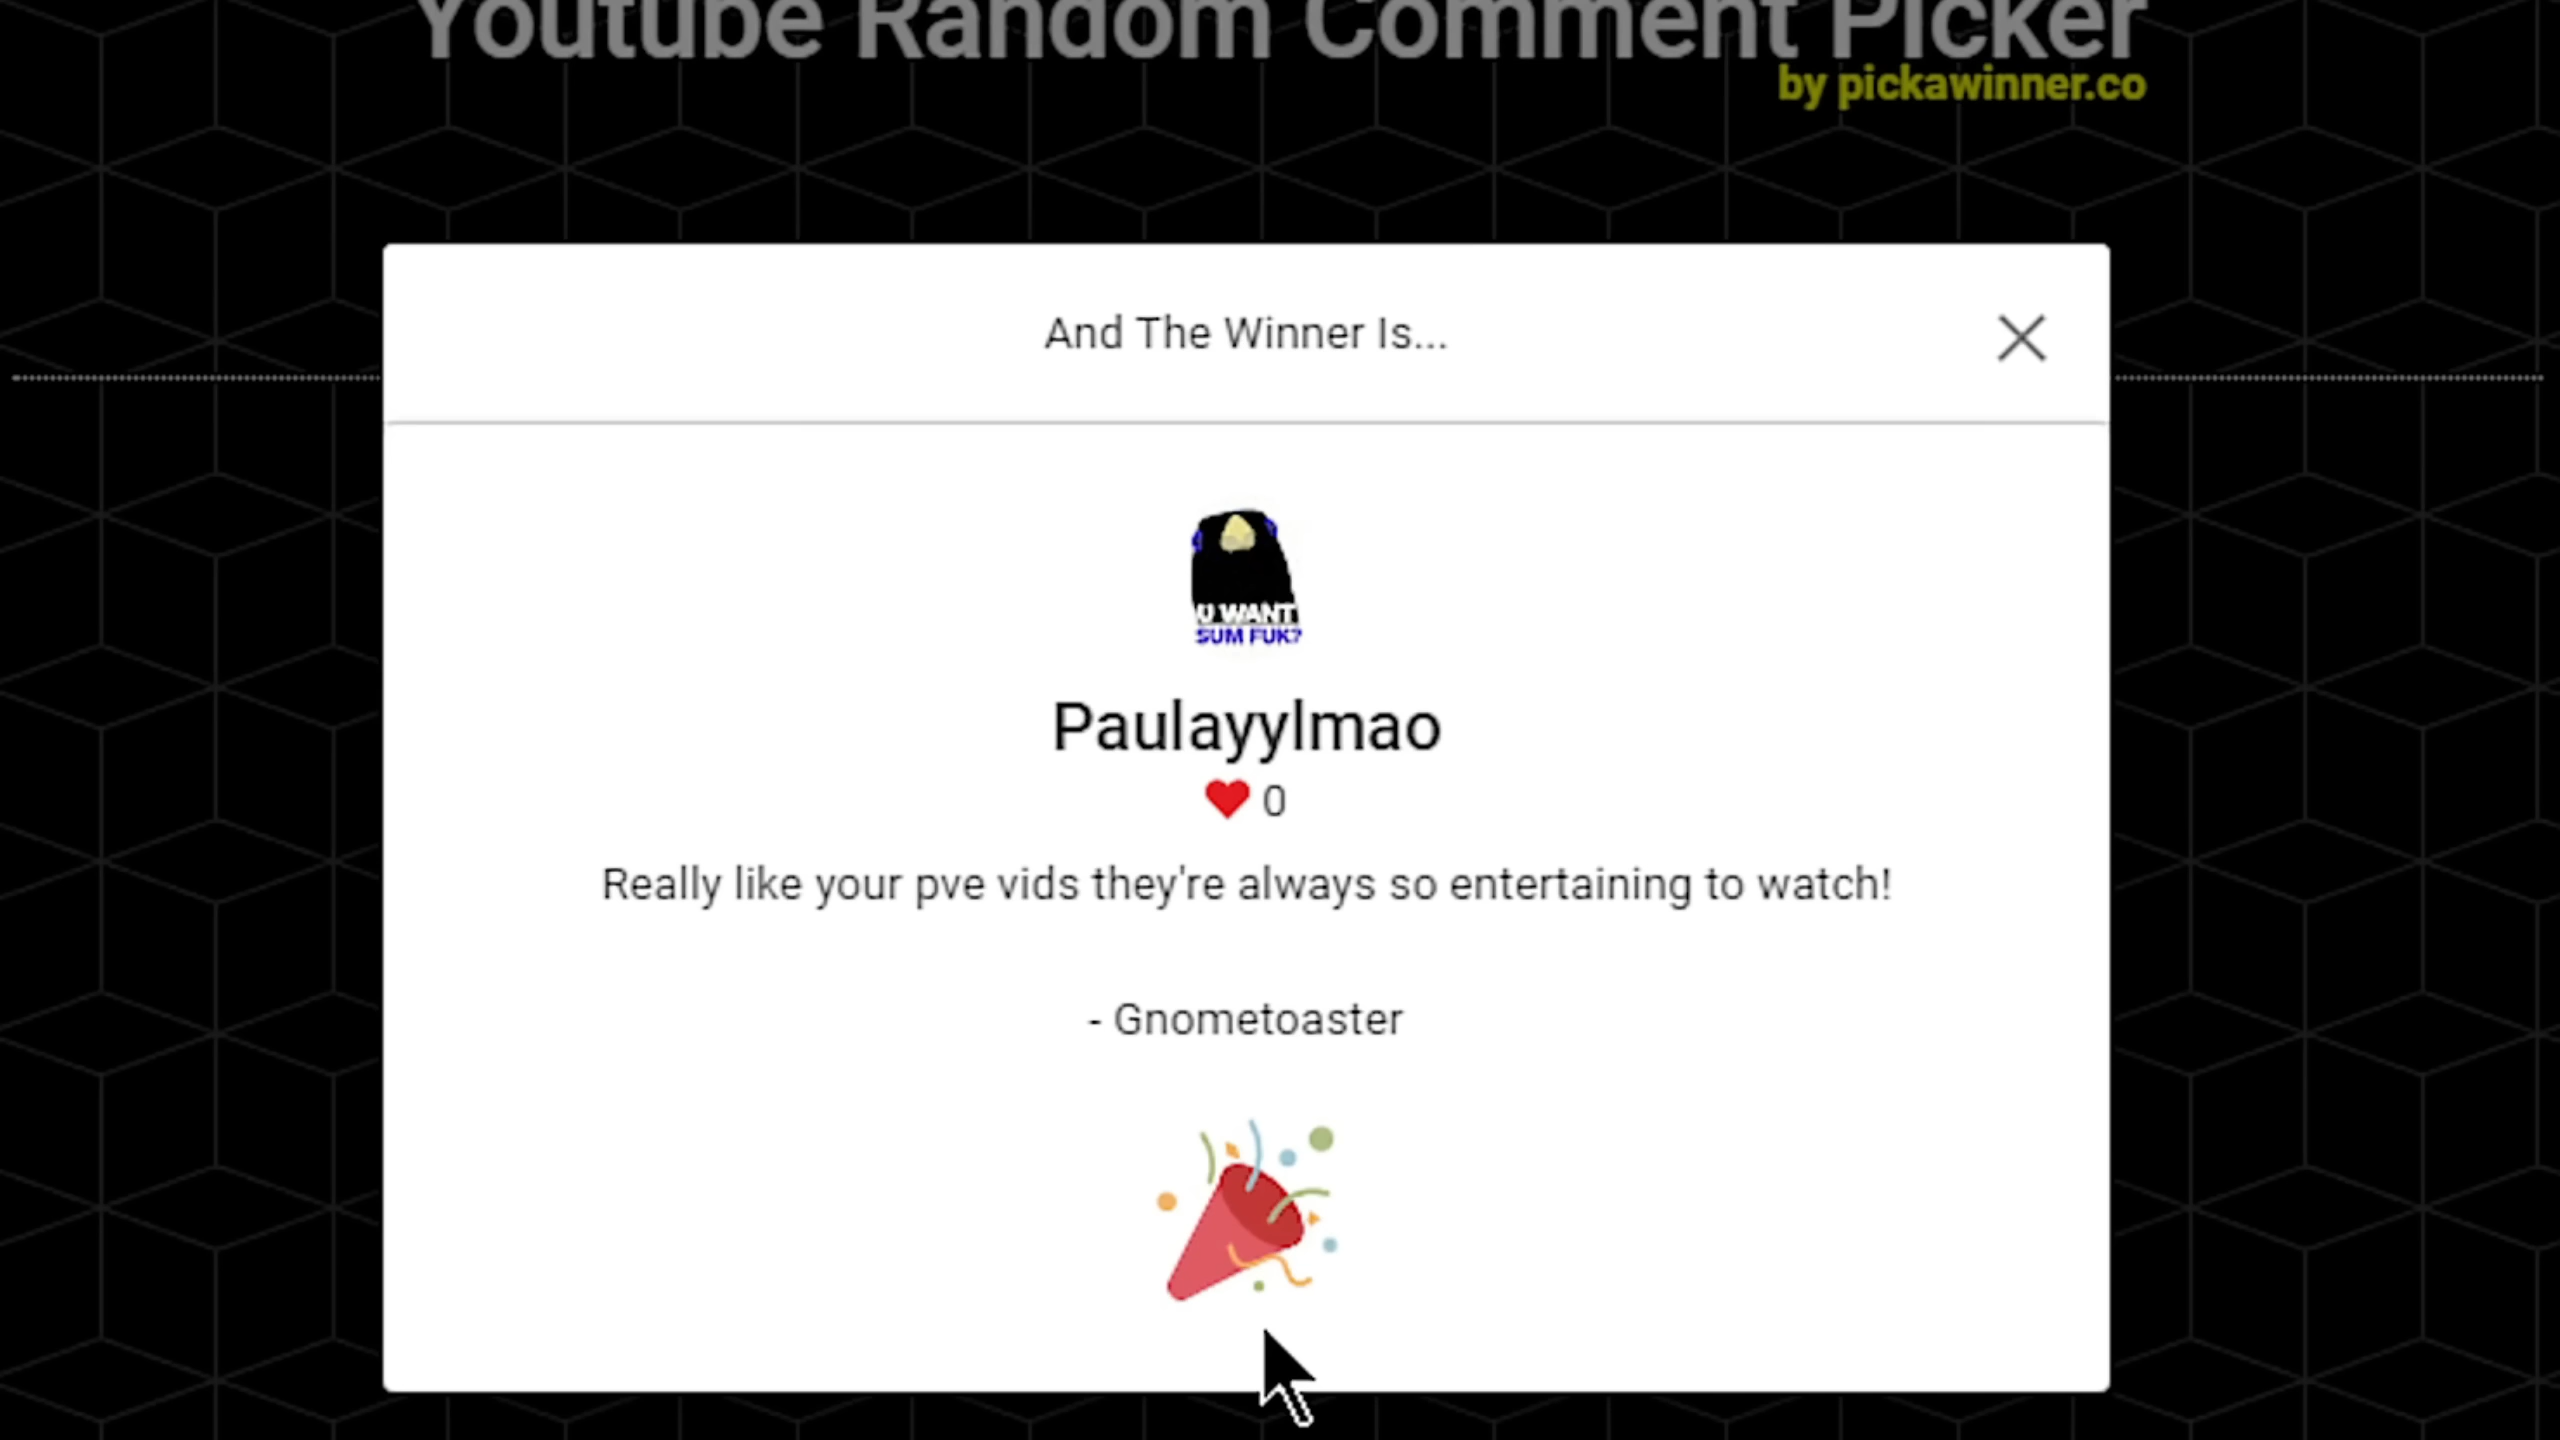 Youtube Random Comment Picker
by pickawinner.co
And The Winner Is...
U WANT
SUM FUK?
Paulayylmao
0
Really like your pve vids they're always so entertaining to watch!
- Gnometoaster